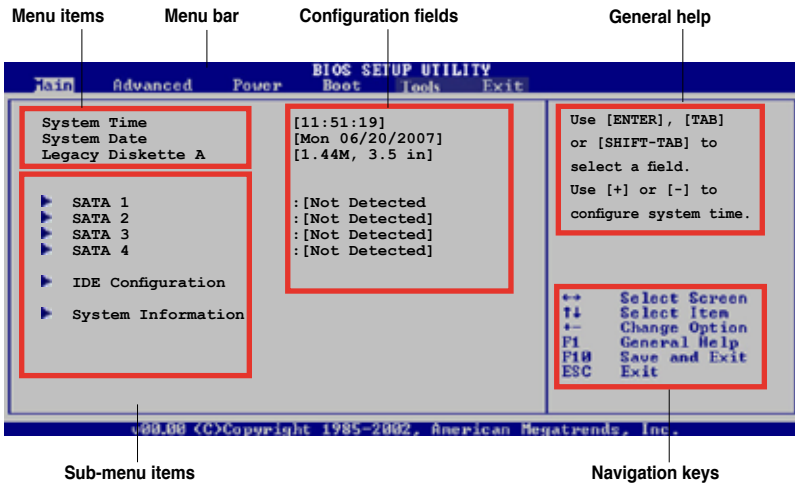 Menu items Menu bar Configuration fields General help
BIOS SETUP UTILITY
Main Advanced Power Boot Tools Exit
System Time [11:51:19]
System Date [Mon 06/20/2007]
Legacy Diskette A [1.44M, 3.5 in]
SATA 1 :[Not Detected
SATA 2 :[Not Detected]
SATA 3 :[Not Detected]
SATA 4 :[Not Detected]
IDE Configuration
System Information
Use [ENTER], [TAB]
or [SHIFT-TAB] to
select a field.
Use [+] or [-] to
configure system time.
↔ Select Screen
↑↓ Select Item
+- Change Option
F1 General Help
F10 Save and Exit
ESC Exit
v00.00 (C)Copyright 1985-2002, American Megatrends, Inc.
Sub-menu items Navigation keys